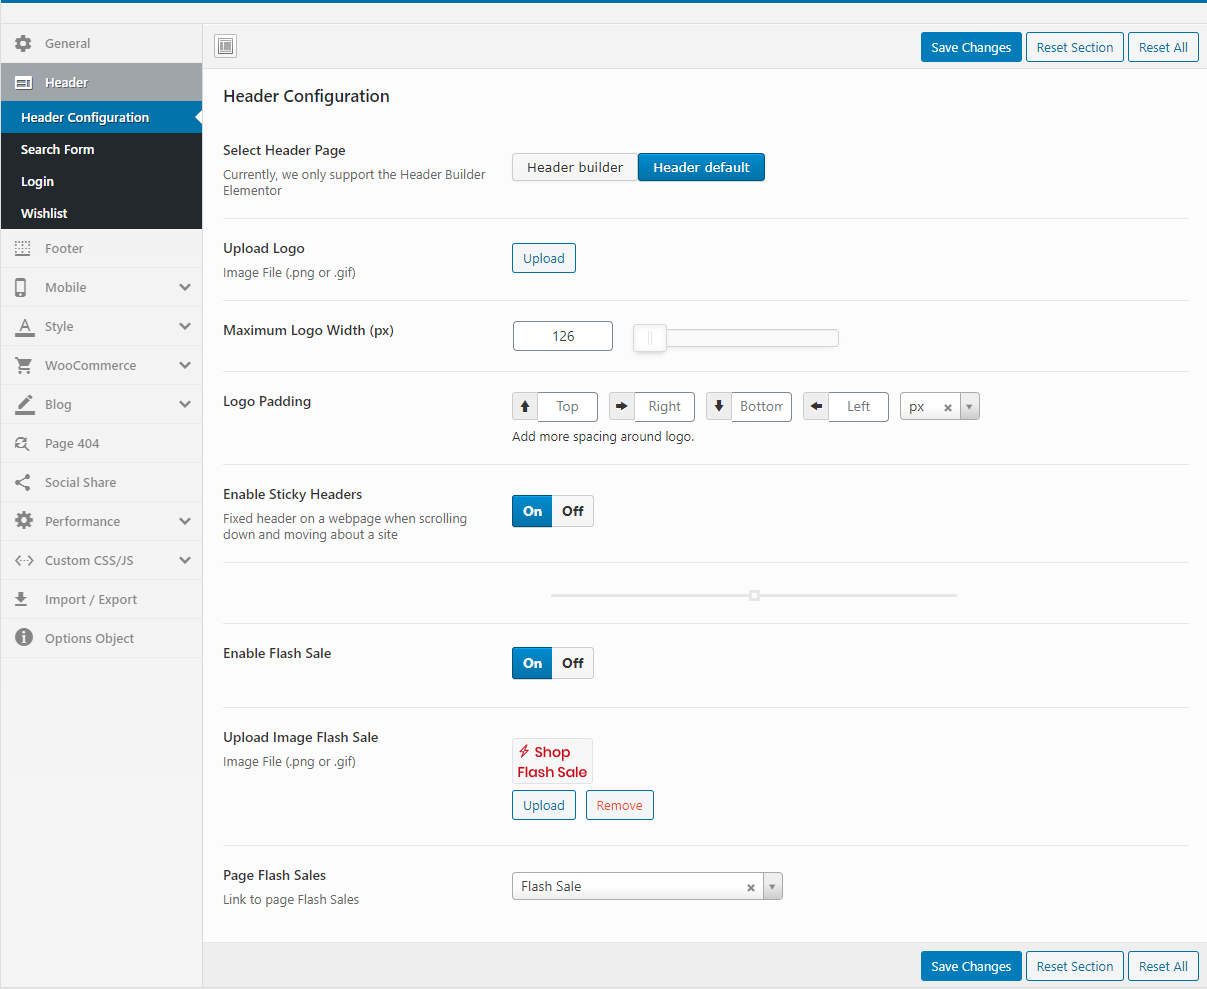 General
Header
Header Configuration
Search Form
Login
Wishlist
Footer
Mobile
Style
WooCommerce
Blog
Page 404
Social Share
Performance
Custom CSS/JS
Import / Export
Options Object
Save Changes Reset Section Reset All
Header Configuration
Select Header Page
Currently, we only support the Header Builder
Elementor
Header builder Header default
Upload Logo
Image File (.png or .gif)
Upload
Maximum Logo Width (px)
126
Logo Padding
Top Right Bottom Left px
Add more spacing around logo.
Enable Sticky Headers
Fixed header on a webpage when scrolling
down and moving about a site
On Off
Enable Flash Sale
On Off
Upload Image Flash Sale
Image File (.png or .gif)
Shop
Flash Sale
Upload Remove
Page Flash Sales
Link to page Flash Sales
Flash Sale
Save Changes Reset Section Reset All